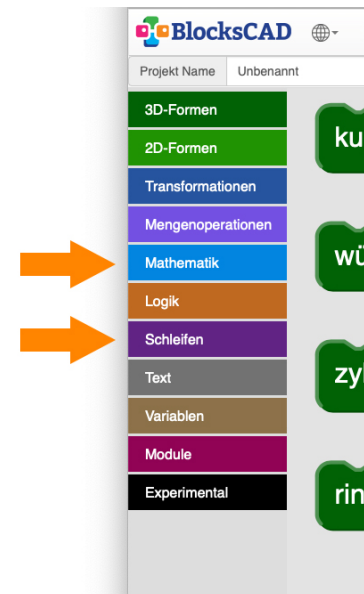 BlocksCAD
Projekt Name Unbenannt
3D-Formen
2D-Formen
Transformationen
Mengenoperationen
Mathematik
Logik
Schleifen
Text
Variablen
Module
Experimental
ku
wü
zyl
rin